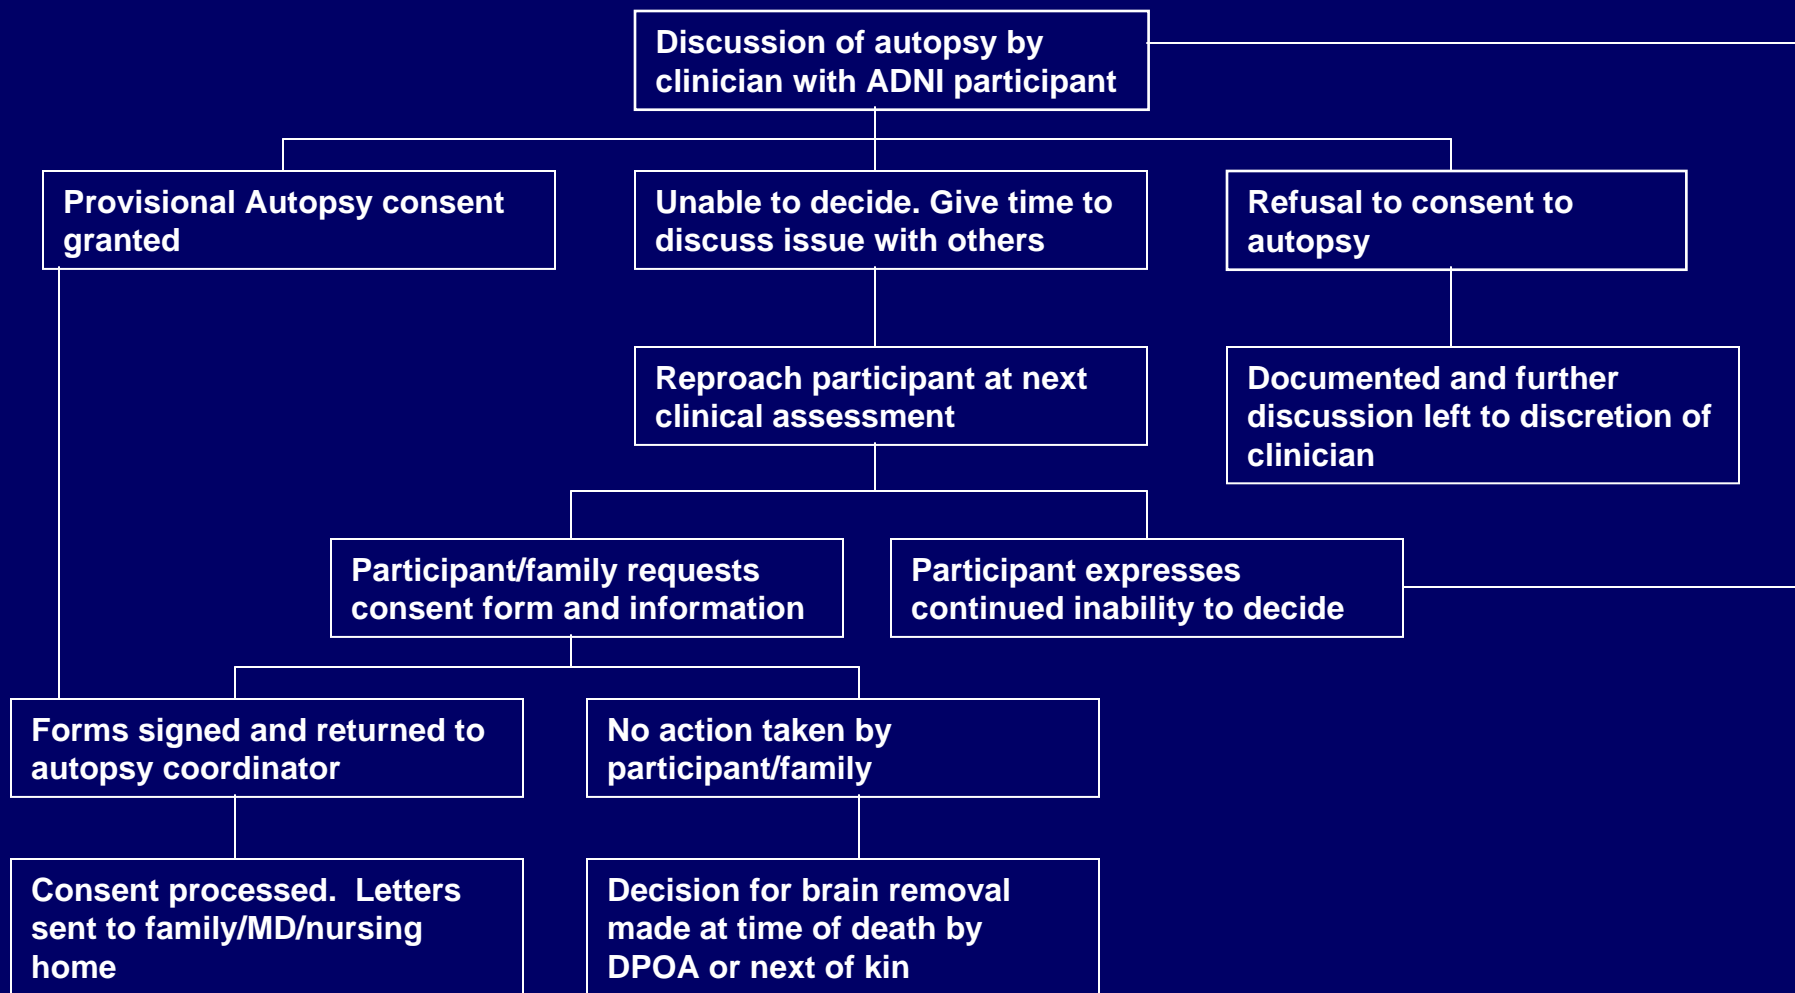 Discussion of autopsy by
clinician with ADNI participant
Provisional Autopsy consent
granted
Unable to decide. Give time to
discuss issue with others
Refusal to consent to
autopsy
Reproach participant at next
clinical assessment
Documented and further
discussion left to discretion of
clinician
Participant/family requests
consent form and information
Participant expresses
continued inability to decide
Forms signed and returned to
autopsy coordinator
No action taken by
participant/family
Consent processed.  Letters
sent to family/MD/nursing
home
Decision for brain removal
made at time of death by
DPOA or next of kin